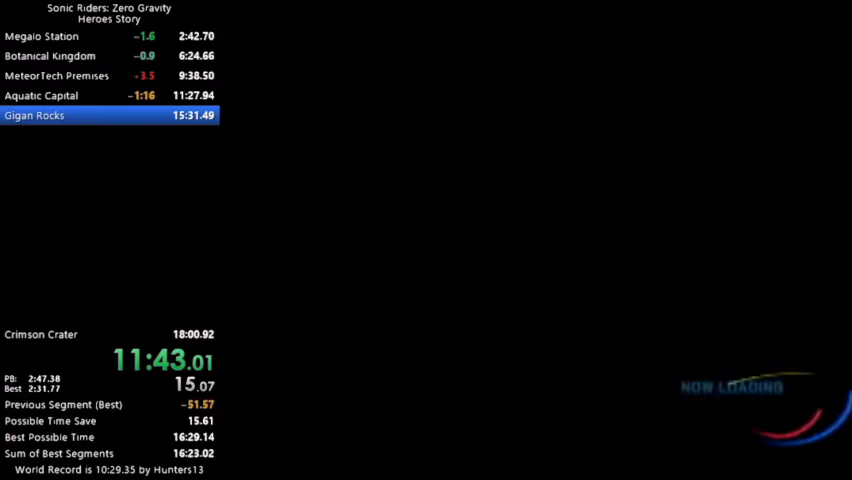 Sonic Riders: Zero Gravity
Heroes Story
Megalo Station -1.6 2:42.70
Botanical Kingdom -0.9 6:24.66
MeteorTech Premises +3.5 9:38.50
Aquatic Capital -1:16 11:27.94
Gigan Rocks 15:31.49
Crimson Crater 18:00.92
11:43.01
PB: 2:47.38
Best 2:31.77
15.07
Previous Segment (Best) -51.57
Possible Time Save 15.61
Best Possible Time 16:29.14
Sum of Best Segments 16:23.02
World Record is 10:29.35 by Hunters13
NOW LOADING